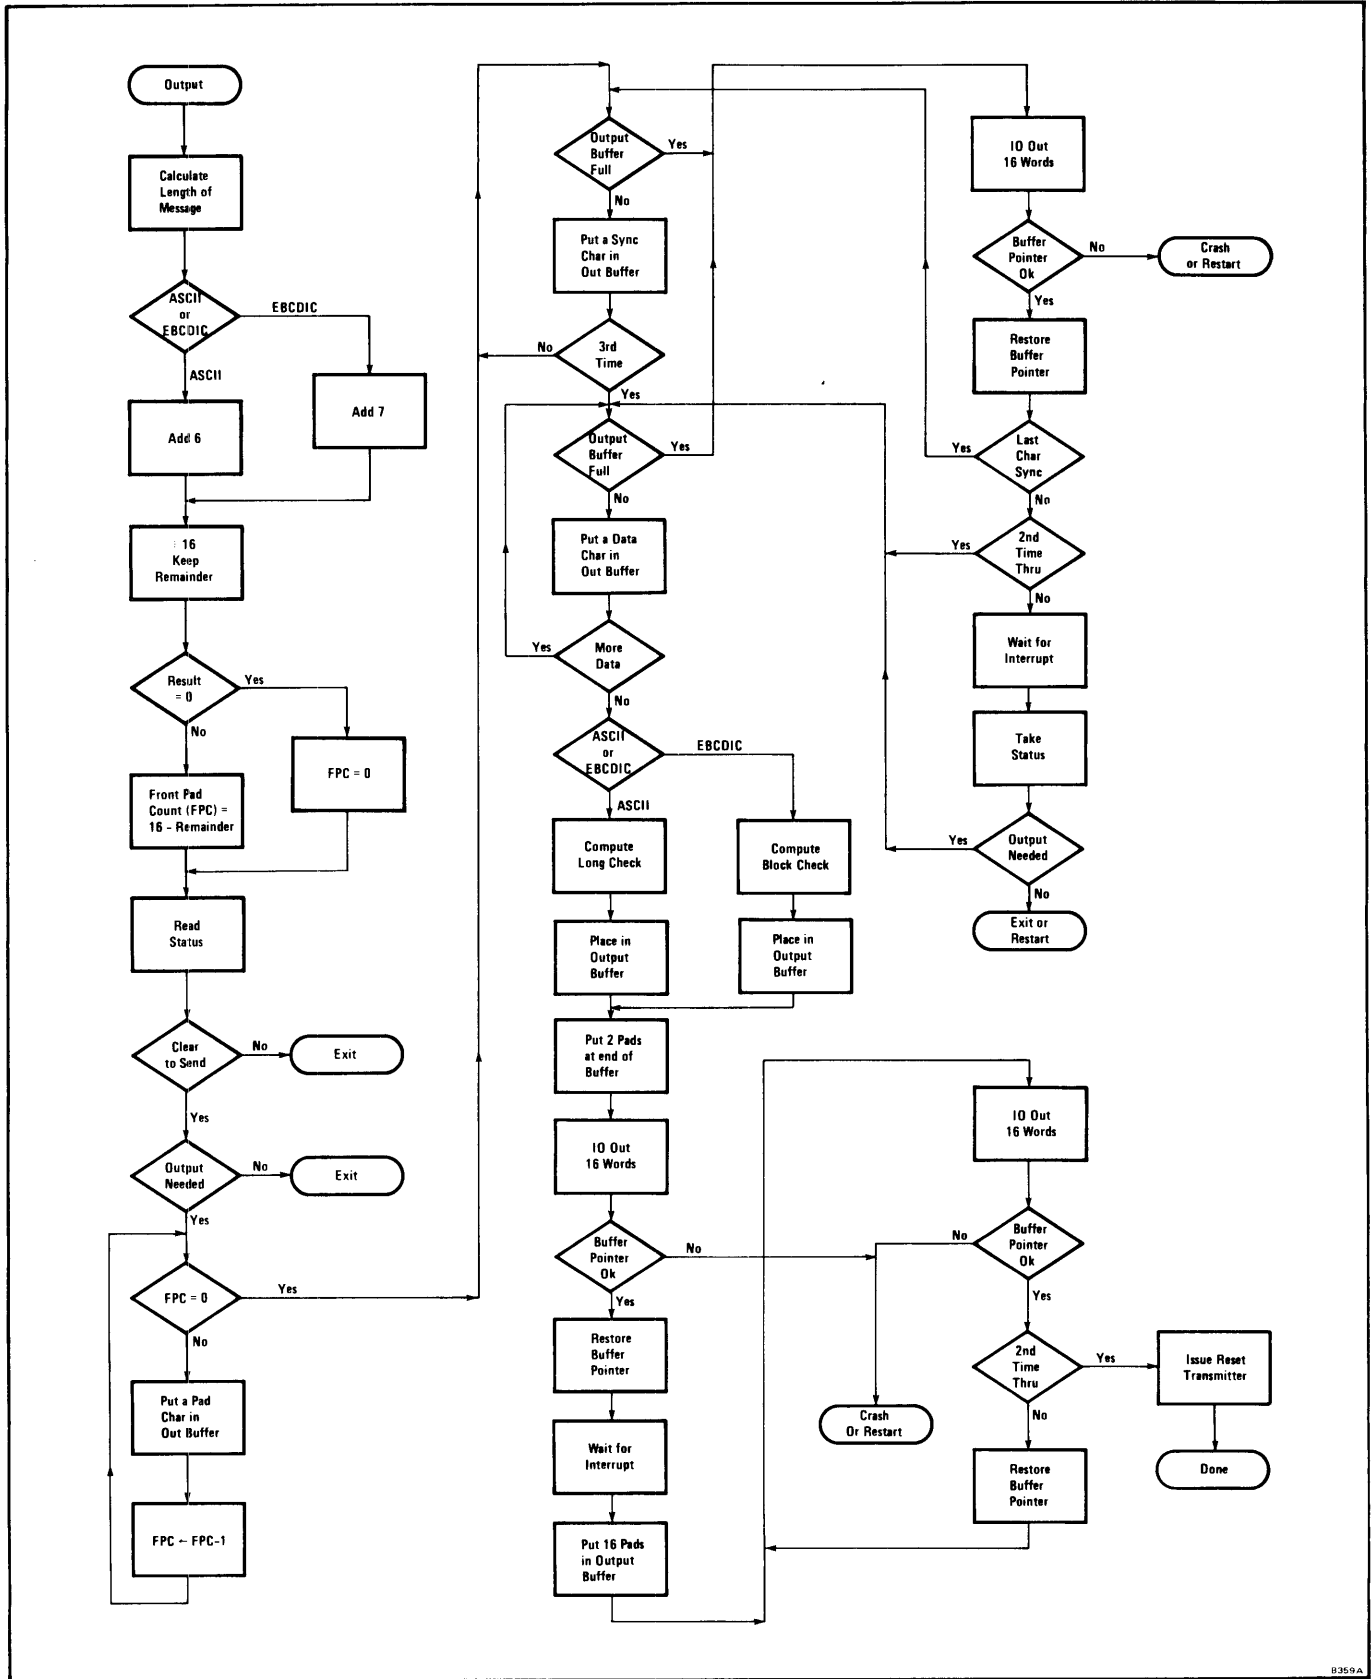 Output
Calculate
Length of
Message
ASCII
or
EBCDIC
EBCDIC
ASCII
Add 6
Add 7
÷ 16
Keep
Remainder
Result
= 0
Yes
No
FPC = 0
Front Pad
Count (FPC) =
16 - Remainder
Read
Status
Clear
to Send
No
Exit
Yes
Output
Needed
No
Exit
Yes
FPC = 0
Yes
No
Put a Pad
Char in
Out Buffer
FPC ← FPC-1
Output
Buffer
Full
Yes
No
Put a Sync
Char in
Out Buffer
3rd
Time
No
Yes
Output
Buffer
Full
Yes
No
Put a Data
Char in
Out Buffer
More
Data
Yes
No
ASCII
or
EBCDIC
EBCDIC
ASCII
Compute
Long Check
Compute
Block Check
Place in
Output
Buffer
Place in
Output
Buffer
Put 2 Pads
at end of
Buffer
IO Out
16 Words
Buffer
Pointer
Ok
No
Yes
Restore
Buffer
Pointer
Wait for
Interrupt
Put 16 Pads
in Output
Buffer
IO Out
16 Words
Buffer
Pointer
Ok
No
Crash
or Restart
Yes
Restore
Buffer
Pointer
Last
Char
Sync
Yes
No
2nd
Time
Thru
Yes
No
Wait for
Interrupt
Take
Status
Output
Needed
Yes
No
Exit or
Restart
IO Out
16 Words
Buffer
Pointer
Ok
No
Yes
Crash
Or Restart
2nd
Time
Thru
Yes
No
Issue Reset
Transmitter
Done
Restore
Buffer
Pointer
B359A